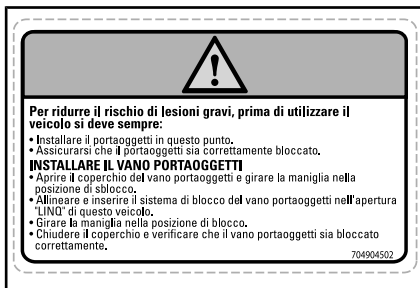 Per ridurre il rischio di lesioni gravi, prima di utilizzare il
veicolo si deve sempre:
• Installare il portaoggetti in questo punto.
• Assicurarsi che il portoggetti sia correttamente bloccato.
INSTALLARE IL VANO PORTAOGGETTI
• Aprire il coperchio del vano portaoggetti e girare la maniglia nella
posizione di sblocco.
• Allineare e inserire il sistema di blocco del vano portaoggetti nell'apertura
"LINQ" di questo veicolo.
• Girare la maniglia nella posizione di blocco.
• Chiudere il coperchio e verificare che il vano portaoggetti sia bloccato
correttamente.
704904502